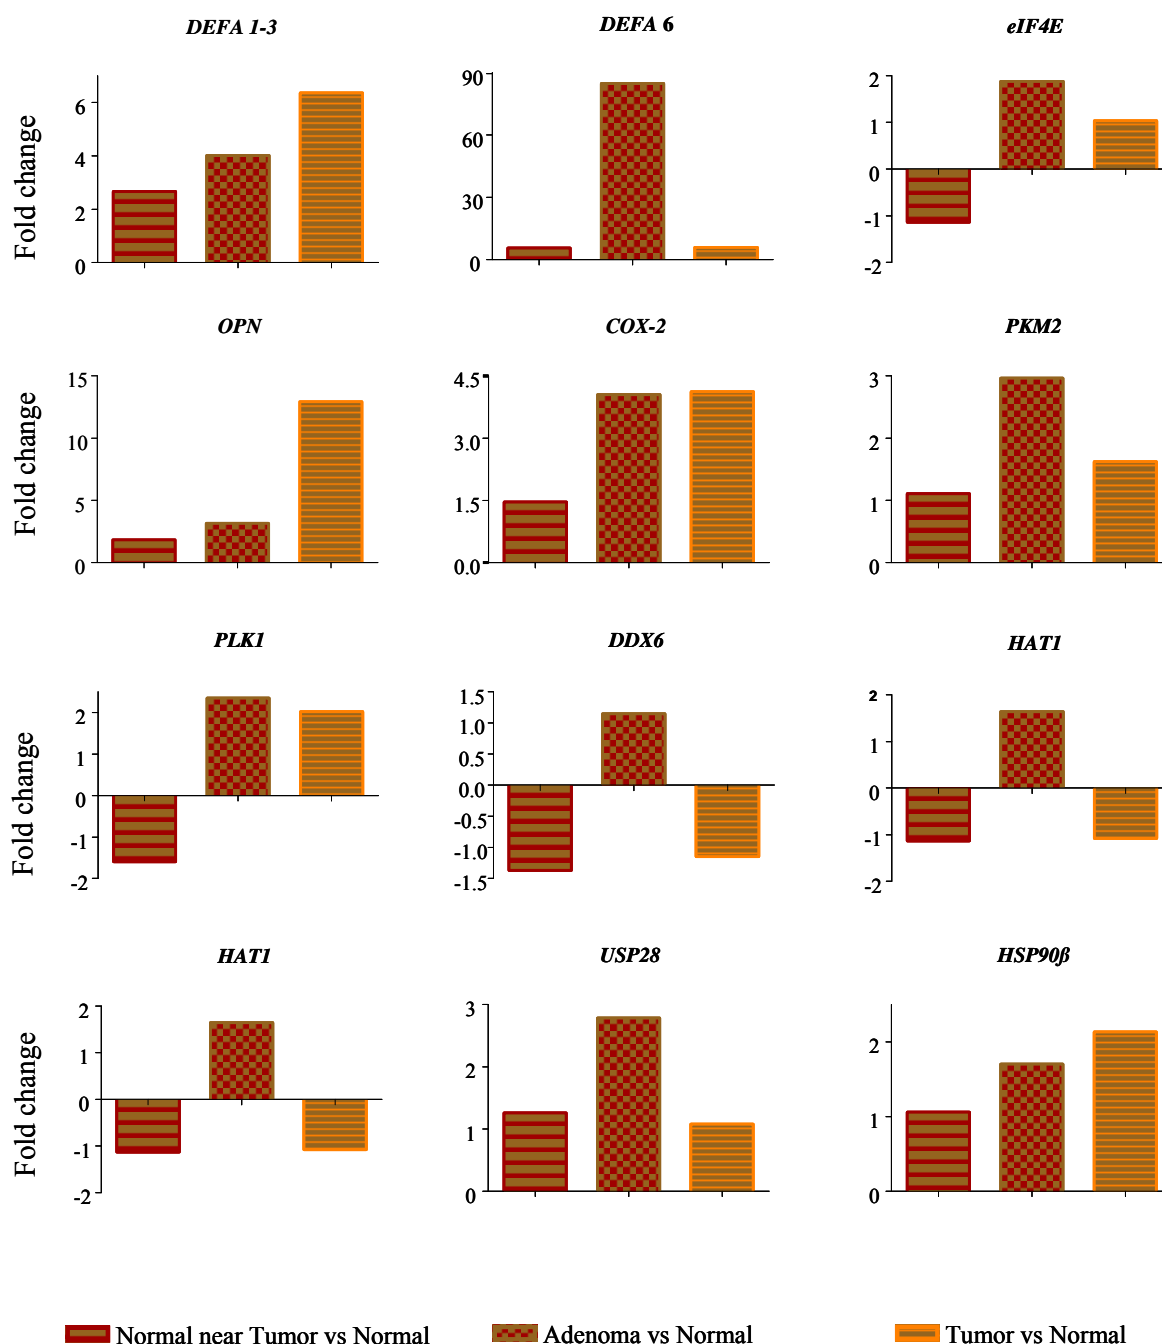 DEFA 1-3
DEFA 6
eIF4E
Fold change
6
4
2
0
90
60
30
0
2
1
0
-1
-2
OPN
COX-2
PKM2
Fold change
15
10
5
0
4.5
3.0
1.5
0.0
3
2
1
0
PLK1
DDX6
HAT1
Fold change
2
1
0
-1
-2
1.5
1.0
0.5
0.0
-0.5
-1.0
-1.5
2
1
0
-1
-2
HAT1
USP28
HSP90β
Fold change
2
1
0
-1
-2
3
2
1
0
2
1
0
Normal near Tumor vs Normal
Adenoma vs Normal
Tumor vs Normal